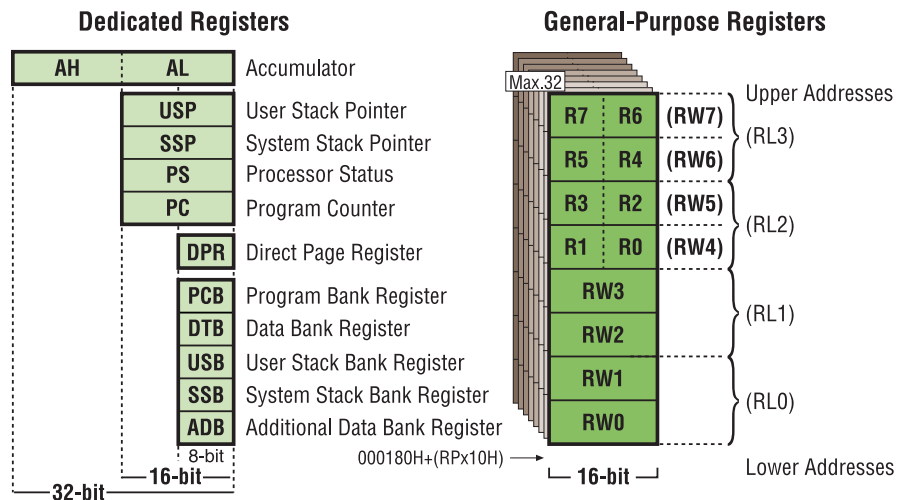 Dedicated Registers
AH AL Accumulator
USP User Stack Pointer
SSP System Stack Pointer
PS Processor Status
PC Program Counter
DPR Direct Page Register
PCB Program Bank Register
DTB Data Bank Register
USB User Stack Bank Register
SSB System Stack Bank Register
ADB Additional Data Bank Register
8-bit
16-bit
32-bit
General-Purpose Registers
Max.32
Upper Addresses
R7 R6 (RW7)
(RL3)
R5 R4 (RW6)
R3 R2 (RW5)
(RL2)
R1 R0 (RW4)
RW3
(RL1)
RW2
RW1
(RL0)
RW0
000180H+(RPx10H)
16-bit
Lower Addresses